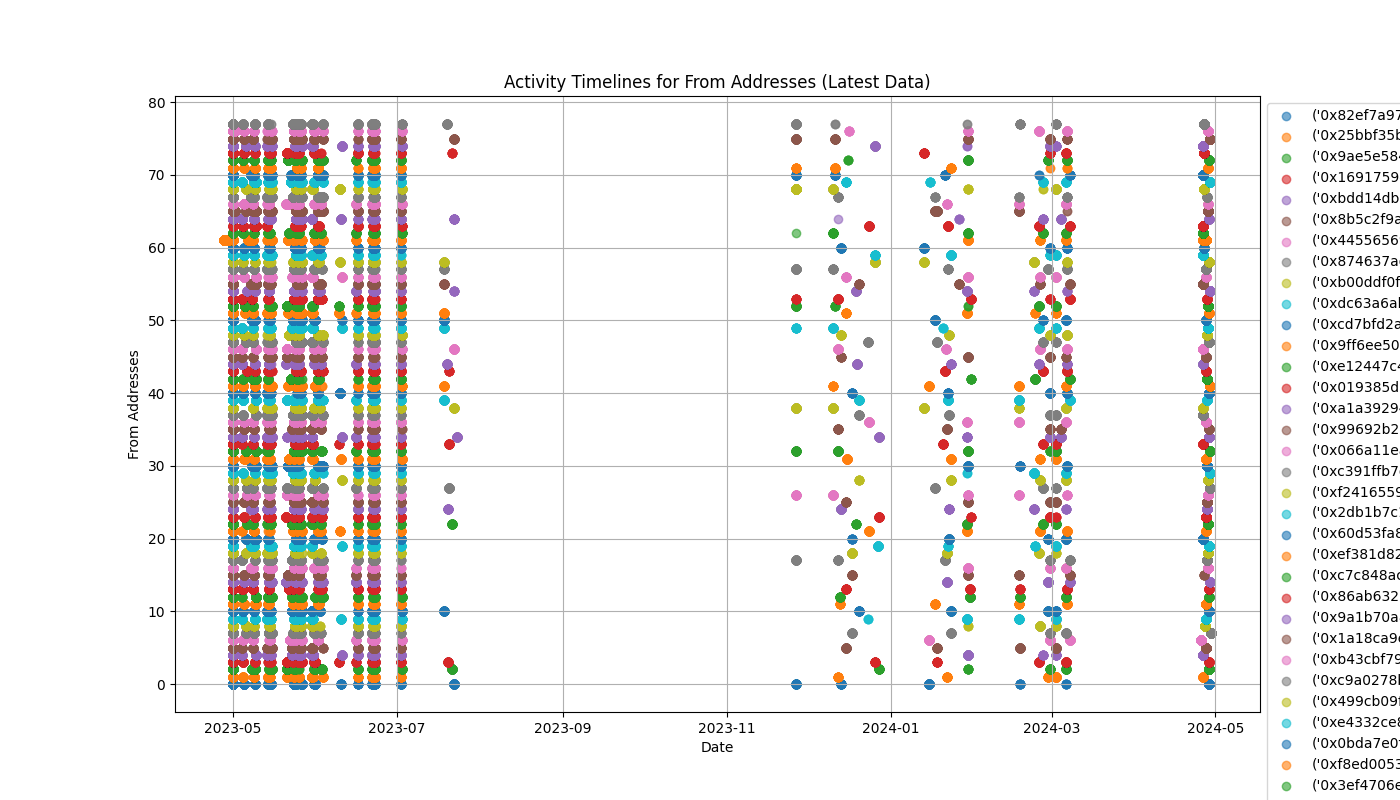 Activity Timelines for From Addresses (Latest Data)
80
70
60
50
40
30
20
10
0
From Addresses
2023-05 2023-07 2023-09 2023-11 2024-01 2024-03 2024-05
Date
('0x82ef7a97
('0x25bbf35b
('0x9ae5e584
('0x1691759
('0xbdd14db
('0x8b5c2f9a
('0x4455656
('0x874637a
('0xb00ddf0f
('0xdc63a6a
('0xcd7bfd2a
('0x9ff6ee50
('0xe12447c4
('0x019385d
('0xa1a3929
('0x99692b2
('0x066a11e
('0xc391ffb7
('0xf2416559
('0x2db1b7c
('0x60d53fa8
('0xef381d82
('0xc7c848a
('0x86ab632
('0x9a1b70a
('0x1a18ca9
('0xb43cbf79
('0xc9a0278
('0x499cb09
('0xe4332ce8
('0x0bda7e0
('0xf8ed0053
('0x3ef4706e